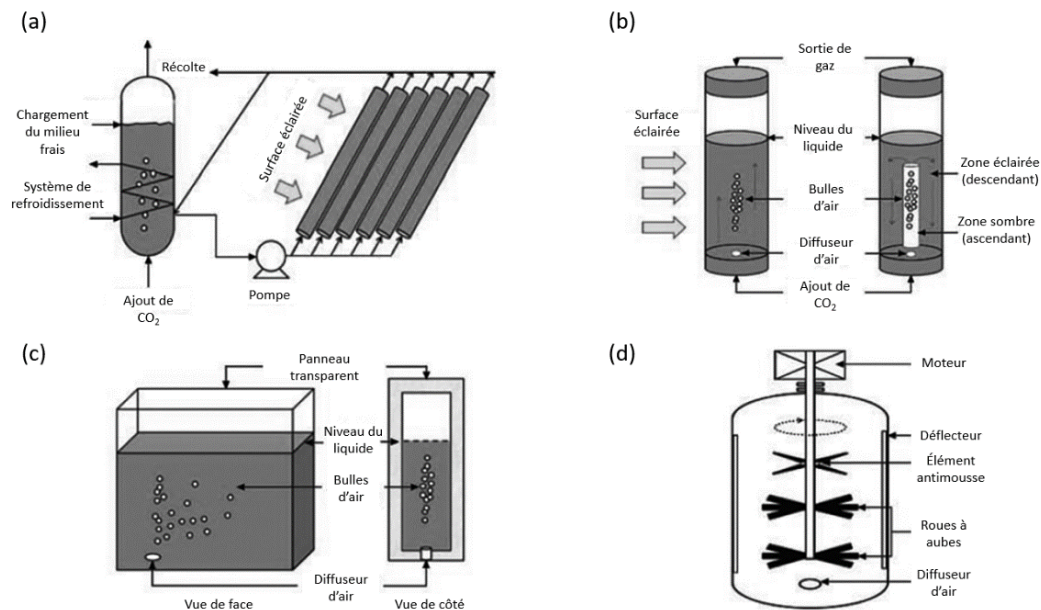 (a)
Récolte
Chargement
du milieu
frais
Système de
refroidissement
Surface éclairée
Pompe
Ajout de
CO₂
(b)
Sortie de
gaz
Surface
éclairée
Niveau du
liquide
Zone éclairée
(descendant)
Bulles
d'air
Zone sombre
(ascendant)
Diffuseur
d'air
Ajout de
CO₂
(c)
Panneau
transparent
Niveau du
liquide
Bulles
d'air
Diffuseur
d'air
Vue de face
Vue de côté
(d)
Moteur
Déflecteur
Élément
antimousse
Roues à
aubes
Diffuseur
d'air